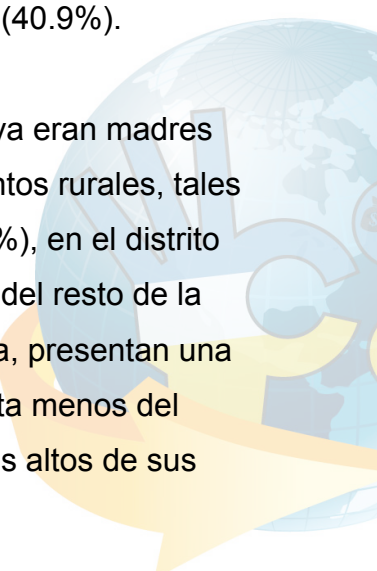 (40.9%).
ya eran madres
ntos rurales, tales
%), en el distrito
del resto de la
a, presentan una
ta menos del
s altos de sus